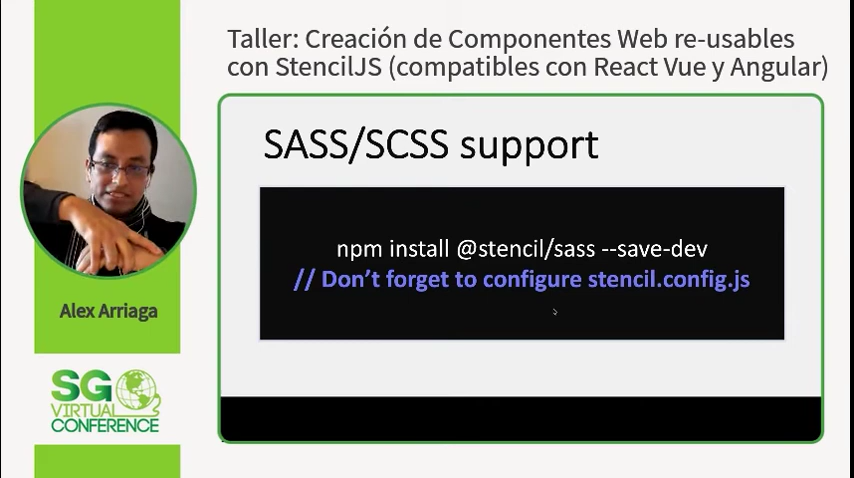 Taller: Creación de Componentes Web re-usables
con StencilJS (compatibles con React Vue y Angular)
SASS/SCSS support
npm install @stencil/sass --save-dev
// Don’t forget to configure stencil.config.js
Alex Arriaga
SG
VIRTUAL
CONFERENCE